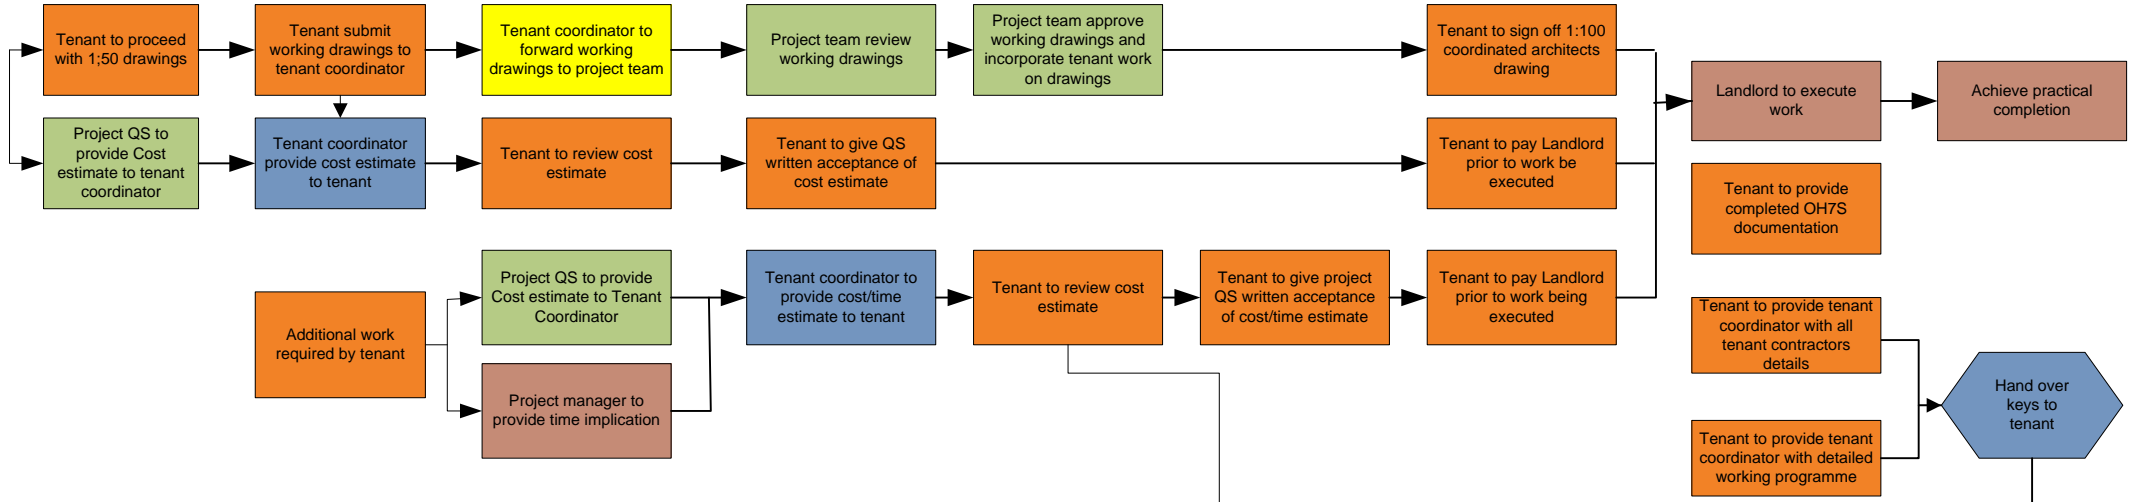 Tenant to proceed
with 1;50 drawings
Tenant submit
working drawings to
tenant coordinator
Tenant coordinator to
forward working
drawings to project team
Project team review
working drawings
Project team approve
working drawings and
incorporate tenant work
on drawings
Tenant to sign off 1:100
coordinated architects
drawing
Landlord to execute
work
Achieve practical
completion
Project QS to
provide Cost
estimate to tenant
coordinator
Tenant coordinator
provide cost estimate
to tenant
Tenant to review cost
estimate
Tenant to give QS
written acceptance of
cost estimate
Tenant to pay Landlord
prior to work be
executed
Tenant to provide
completed OH7S
documentation
Additional work
required by tenant
Project QS to provide
Cost estimate to Tenant
Coordinator
Project manager to
provide time implication
Tenant coordinator to
provide cost/time
estimate to tenant
Tenant to review cost
estimate
Tenant to give project
QS written acceptance
of cost/time estimate
Tenant to pay Landlord
prior to work being
executed
Tenant to provide tenant
coordinator with all
tenant contractors
details
Tenant to provide tenant
coordinator with detailed
working programme
Hand over
keys to
tenant